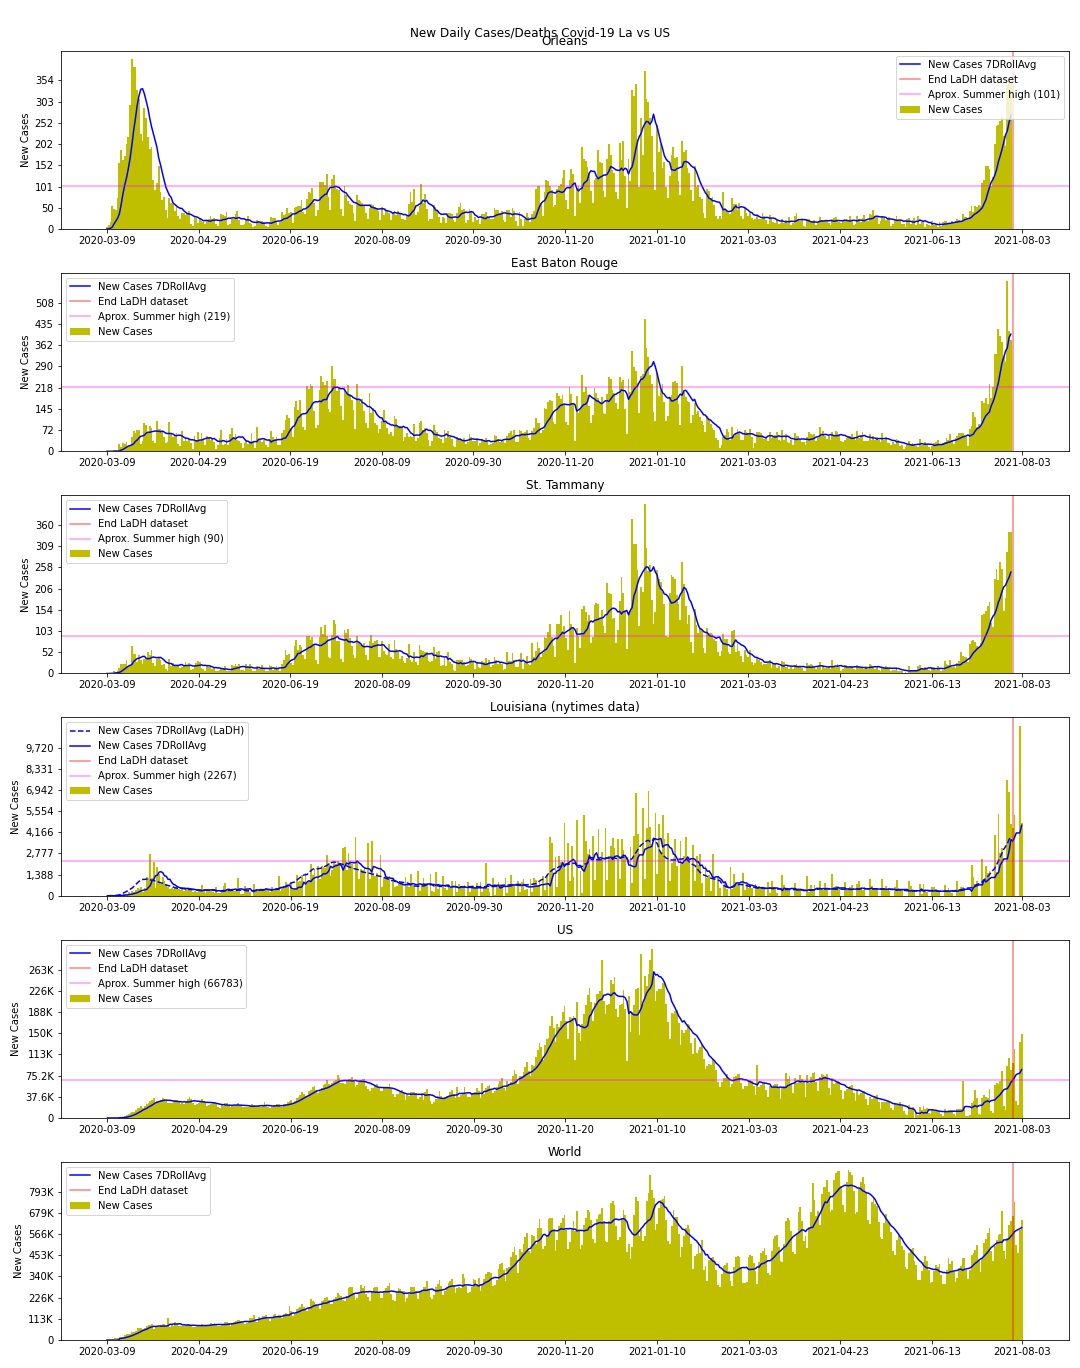 New Daily Cases/Deaths Covid-19 La vs US
Orleans
New Cases
354
303
252
202
152
101
50
0
New Cases 7DRollAvg
End LaDH dataset
Aprox. Summer high (101)
New Cases
2020-03-09 2020-04-29 2020-06-19 2020-08-09 2020-09-30 2020-11-20 2021-01-10 2021-03-03 2021-04-23 2021-06-13 2021-08-03
East Baton Rouge
New Cases
508
435
362
290
218
145
72
0
New Cases 7DRollAvg
End LaDH dataset
Aprox. Summer high (219)
New Cases
2020-03-09 2020-04-29 2020-06-19 2020-08-09 2020-09-30 2020-11-20 2021-01-10 2021-03-03 2021-04-23 2021-06-13 2021-08-03
St. Tammany
New Cases
360
309
258
206
154
103
52
0
New Cases 7DRollAvg
End LaDH dataset
Aprox. Summer high (90)
New Cases
2020-03-09 2020-04-29 2020-06-19 2020-08-09 2020-09-30 2020-11-20 2021-01-10 2021-03-03 2021-04-23 2021-06-13 2021-08-03
Louisiana (nytimes data)
New Cases
9,720
8,331
6,942
5,554
4,166
2,777
1,388
0
New Cases 7DRollAvg (LaDH)
New Cases 7DRollAvg
End LaDH dataset
Aprox. Summer high (2267)
New Cases
2020-03-09 2020-04-29 2020-06-19 2020-08-09 2020-09-30 2020-11-20 2021-01-10 2021-03-03 2021-04-23 2021-06-13 2021-08-03
US
New Cases
263K
226K
188K
150K
113K
75.2K
37.6K
0
New Cases 7DRollAvg
End LaDH dataset
Aprox. Summer high (66783)
New Cases
2020-03-09 2020-04-29 2020-06-19 2020-08-09 2020-09-30 2020-11-20 2021-01-10 2021-03-03 2021-04-23 2021-06-13 2021-08-03
World
New Cases
793K
679K
566K
453K
340K
226K
113K
0
New Cases 7DRollAvg
End LaDH dataset
New Cases
2020-03-09 2020-04-29 2020-06-19 2020-08-09 2020-09-30 2020-11-20 2021-01-10 2021-03-03 2021-04-23 2021-06-13 2021-08-03